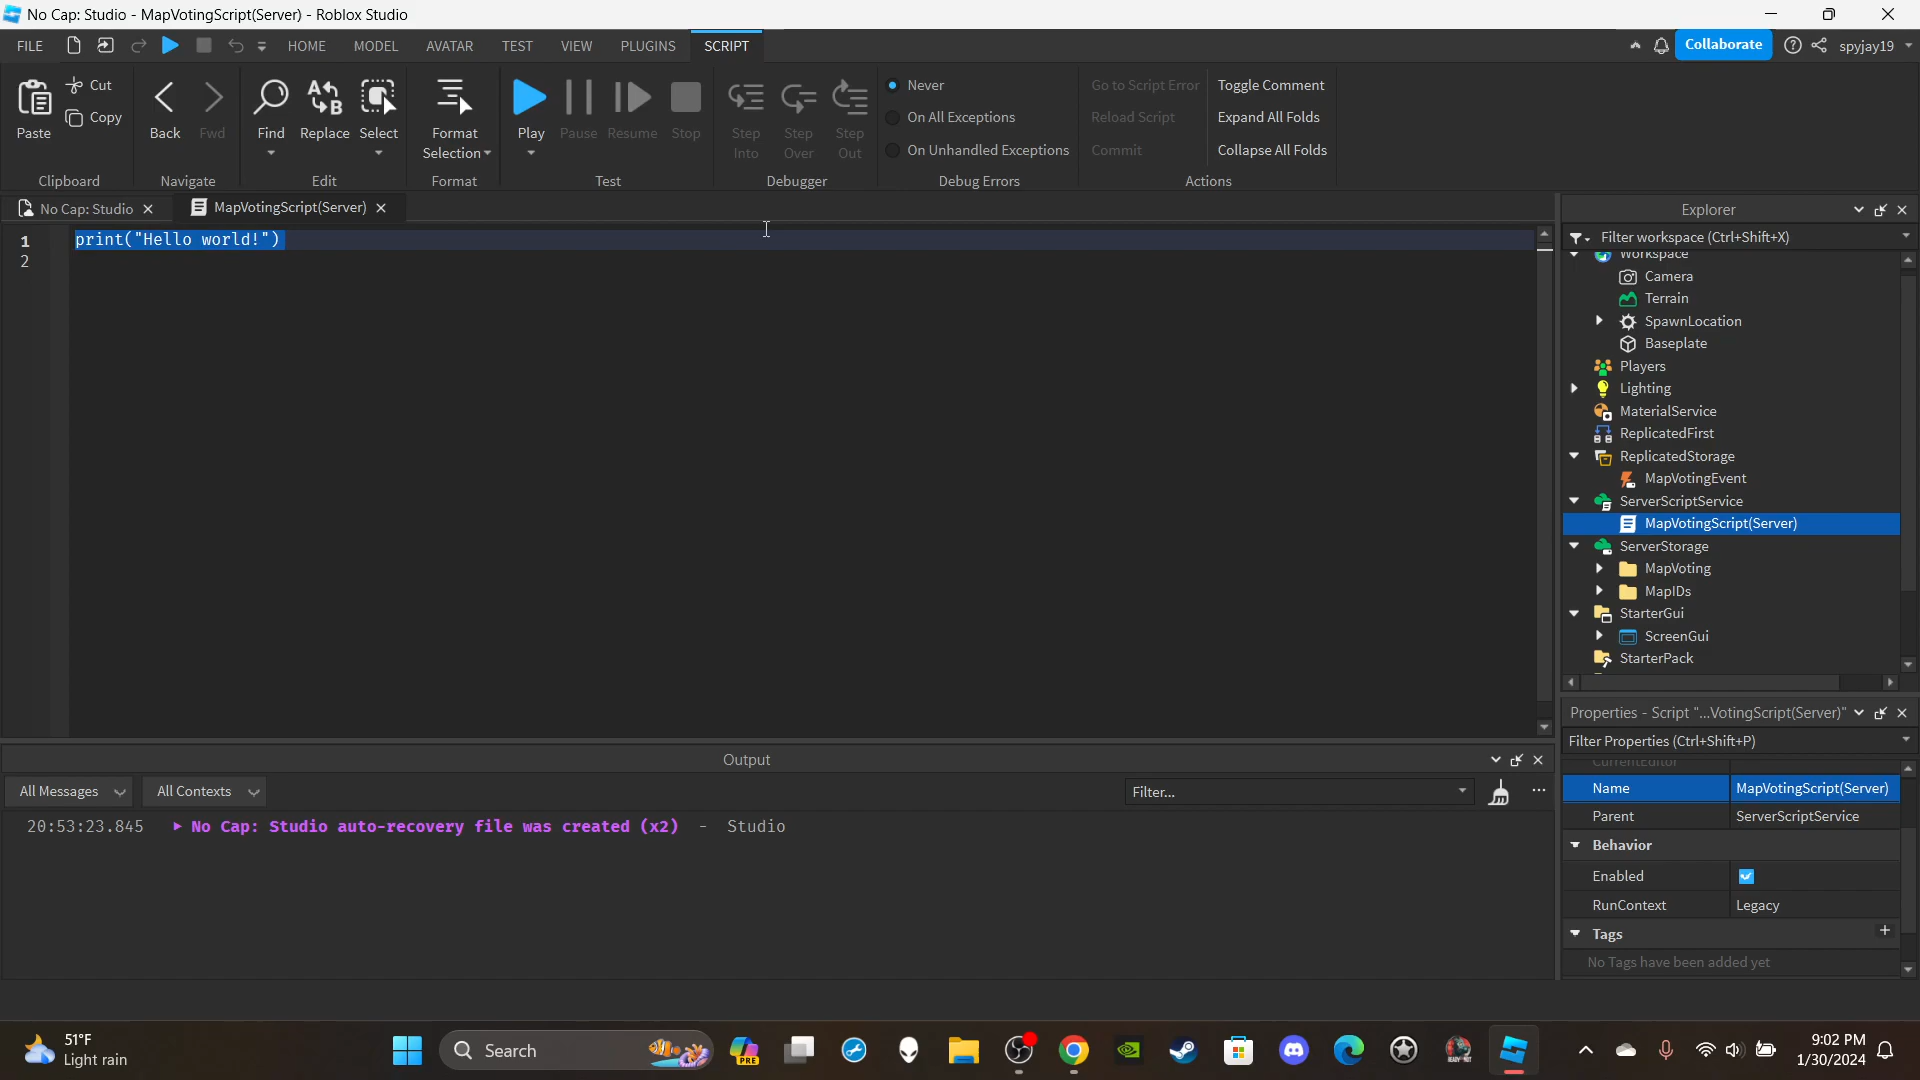 No Cap: Studio - MapVotingScript(Server) - Roblox Studio
FILE HOME MODEL AVATAR TEST VIEW PLUGINS SCRIPT Collaborate spyjay19
Paste Cut Copy Back Fwd Find Replace Select Format Selection Play Pause Resume Stop Step Into Step Over Step Out
Never
On All Exceptions
On Unhandled Exceptions
Go to Script Error
Reload Script
Commit
Toggle Comment
Expand All Folds
Collapse All Folds
Clipboard Navigate Edit Format Test Debugger Debug Errors Actions
No Cap: Studio MapVotingScript(Server)
1 print("Hello world!")
2
Explorer
Filter workspace (Ctrl+Shift+X)
Workspace
Camera
Terrain
SpawnLocation
Baseplate
Players
Lighting
MaterialService
ReplicatedFirst
ReplicatedStorage
MapVotingEvent
ServerScriptService
MapVotingScript(Server)
ServerStorage
MapVoting
MapIDs
StarterGui
ScreenGui
StarterPack
Properties - Script "...VotingScript(Server)"
Filter Properties (Ctrl+Shift+P)
CurrentEditor
Name MapVotingScript(Server)
Parent ServerScriptService
Behavior
Enabled
RunContext Legacy
Tags +
No Tags have been added yet
Output
All Messages All Contexts Filter...
20:53:23.845 No Cap: Studio auto-recovery file was created (x2) - Studio
51°F
Light rain
Search
PRE
9:02 PM
1/30/2024